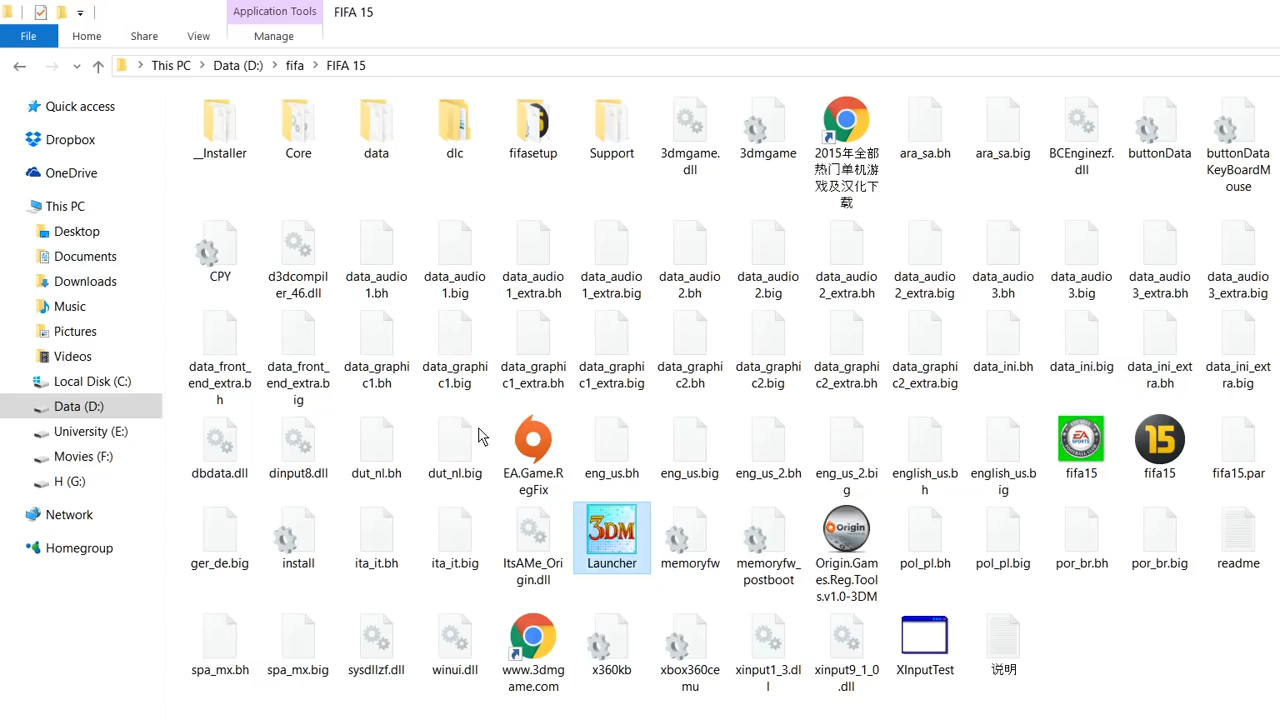 Application Tools
FIFA 15
File
Home
Share
View
Manage
This PC
Data (D:)
fifa
FIFA 15
Quick access
Dropbox
OneDrive
This PC
Desktop
Documents
Downloads
Music
Pictures
Videos
Local Disk (C:)
Data (D:)
University (E:)
Movies (F:)
H (G:)
Network
Homegroup
__Installer
Core
data
dlc
fifasetup
Support
3dmgame.
dll
3dmgame
2015年全部
热门单机游
戏及汉化下
载
ara_sa.bh
ara_sa.big
BCEnginezf.
dll
buttonData
buttonData
KeyBoardM
ouse
CPY
d3dcompil
er_46.dll
data_audio
1.bh
data_audio
1.big
data_audio
1_extra.bh
data_audio
1_extra.big
data_audio
2.bh
data_audio
2.big
data_audio
2_extra.bh
data_audio
2_extra.big
data_audio
3.bh
data_audio
3.big
data_audio
3_extra.bh
data_audio
3_extra.big
data_front_
end_extra.b
h
data_front_
end_extra.b
ig
data_graphi
c1.bh
data_graphi
c1.big
data_graphi
c1_extra.bh
data_graphi
c1_extra.big
data_graphi
c2.bh
data_graphi
c2.big
data_graphi
c2_extra.bh
data_graphi
c2_extra.big
data_ini.bh
data_ini.big
data_ini_ext
ra.bh
data_ini_ext
ra.big
dbdata.dll
dinput8.dll
dut_nl.bh
dut_nl.big
EA.Game.R
egFix
eng_us.bh
eng_us.big
eng_us_2.bh
eng_us_2.bi
g
english_us.b
h
english_us.b
ig
EA
SPORTS
fifa15
15
fifa15
fifa15.par
ger_de.big
install
ita_it.bh
ita_it.big
ItsAMe_Ori
gin.dll
3DM
Launcher
memoryfw
memoryfw_
postboot
Origin
Origin.Gam
es.Reg.Tool
s.v1.0-3DM
pol_pl.bh
pol_pl.big
por_br.bh
por_br.big
readme
spa_mx.bh
spa_mx.big
sysdllzf.dll
winui.dll
www.3dmg
ame.com
x360kb
xbox360ce
mu
xinput1_3.dl
l
xinput9_1_0
.dll
XInputTest
说明